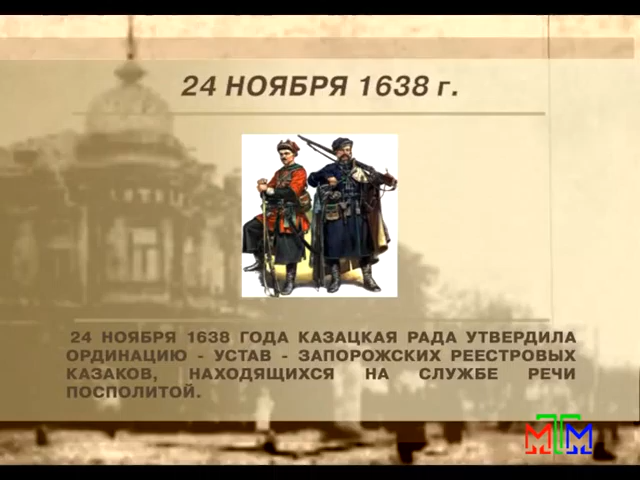 24 НОЯБРЯ 1638 г.
24 НОЯБРЯ 1638 ГОДА КАЗАЦКАЯ РАДА УТВЕРДИЛА
ОРДИНАЦИЮ - УСТАВ - ЗАПОРОЖСКИХ РЕЕСТРОВЫХ
КАЗАКОВ, НАХОДЯЩИХСЯ НА СЛУЖБЕ РЕЧИ
ПОСПОЛИТОЙ.
МТМ